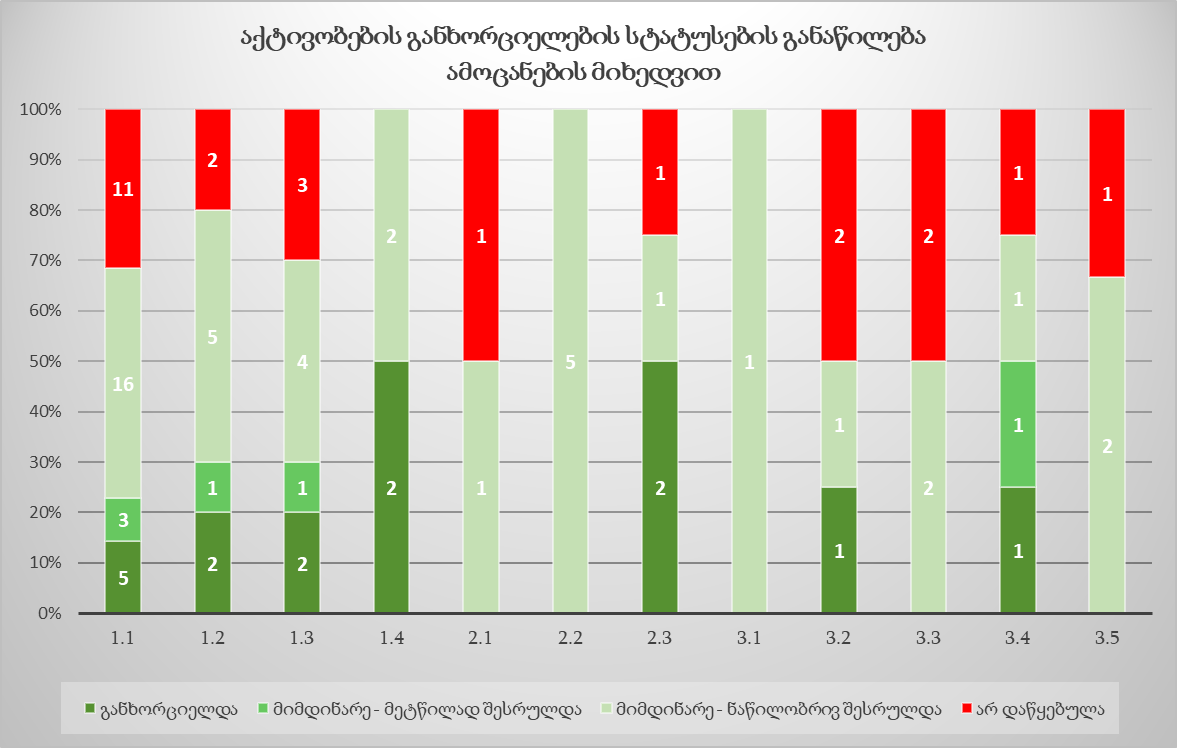 აქტივობების განხორციელების სტატუსების განაწილება
ამოცანების მიხედვით
100%
90%
80%
70%
60%
50%
40%
30%
20%
10%
0%
11 2 3 2 1 5 1 1 2 2 1 1
16 5 4 2 1 1 1 2 1 2
3 1 1 2 1
5 2 2 1 1
1.1 1.2 1.3 1.4 2.1 2.2 2.3 3.1 3.2 3.3 3.4 3.5
განხორციელდა მიმდინარე - მეტწილად შესრულდა მიმდინარე - ნაწილობრივ შესრულდა არ დაწყებულა